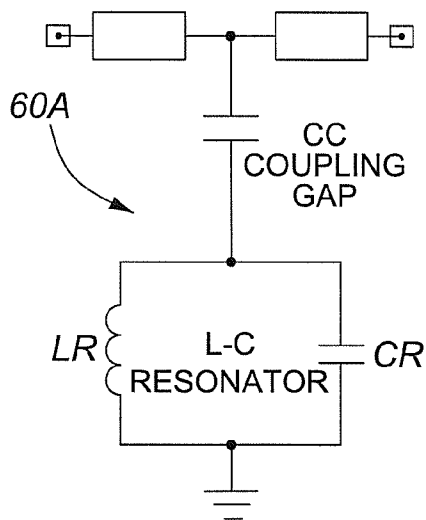 60A
CC
COUPLING
GAP
LR
L-C
RESONATOR
CR